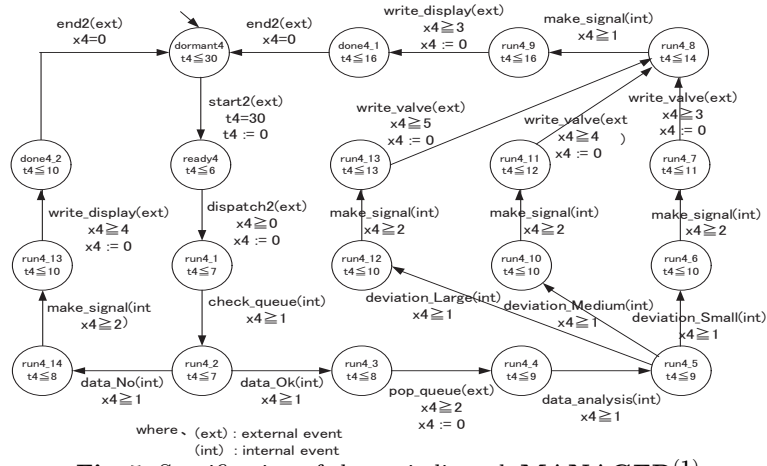 end2(ext)
x4=0
dormant4
t4≦30
end2(ext)
x4=0
done4_1
t4≦16
write_display(ext)
x4≧3
x4 := 0
run4_9
t4≦16
make_signal(int)
x4≧1
run4_8
t4≦14
start2(ext)
t4=30
t4 := 0
write_valve(ext)
x4≧5
x4 := 0
write_valve(ext
x4≧4 )
x4 := 0
write_valve(ext)
x4≧3
x4 := 0
done4_2
t4≦10
ready4
t4≦6
run4_13
t4≦13
run4_11
t4≦12
run4_7
t4≦11
write_display(ext)
x4≧4
x4 := 0
dispatch2(ext)
x4≧0
x4 := 0
make_signal(int)
x4≧2
make_signal(int)
x4≧2
make_signal(int)
x4≧2
run4_13
t4≦10
run4_1
t4≦7
run4_12
t4≦10
run4_10
t4≦10
run4_6
t4≦10
make_signal(int
x4≧2)
check_queue(int)
x4≧1
deviation_Large(int)
x4≧1
deviation_Medium(int)
x4≧1
deviation_Small(int)
x4≧1
run4_14
t4≦8
data_No(int)
x4≧1
run4_2
t4≦7
data_Ok(int)
x4≧1
run4_3
t4≦8
pop_queue(ext)
x4≧2
x4 := 0
run4_4
t4≦9
data_analysis(int)
x4≧1
run4_5
t4≦9
where、 (ext) : external event
(int) : internal event